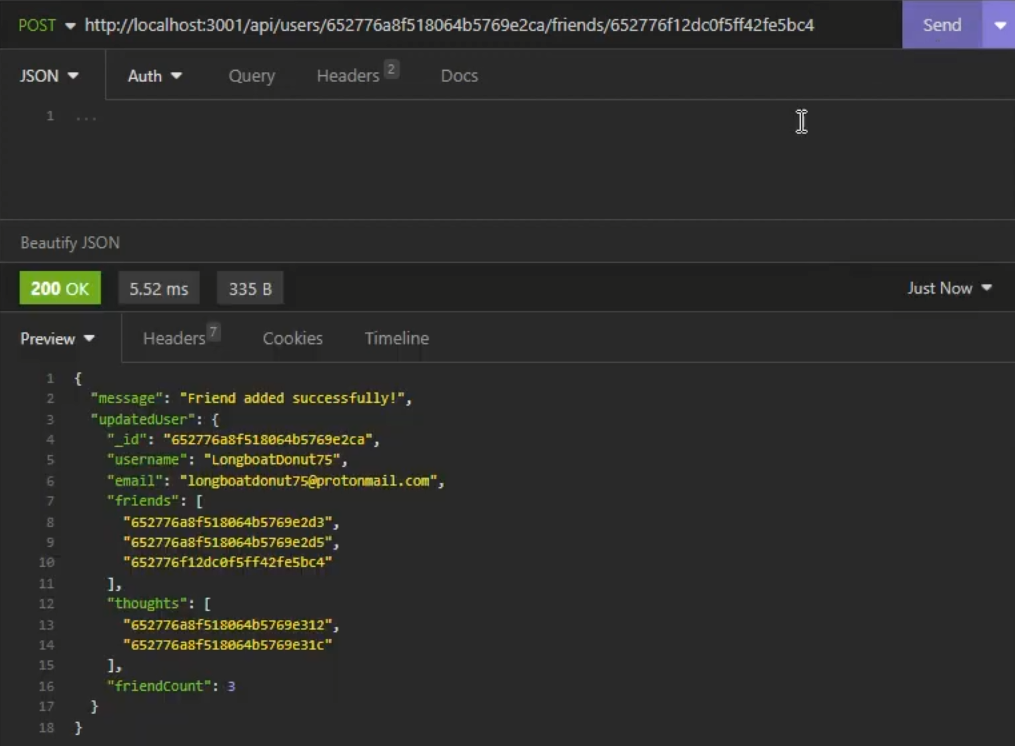 POST http://localhost:3001/api/users/652776a8f518064b5769e2ca/friends/652776f12dc0f5ff42fe5bc4 Send
JSON Auth Query Headers 2 Docs
1 ...
Beautify JSON
200 OK 5.52 ms 335 B Just Now
Preview Headers 7 Cookies Timeline
1 {
2 "message": "Friend added successfully!",
3 "updatedUser": {
4 "_id": "652776a8f518064b5769e2ca",
5 "username": "LongboatDonut75",
6 "email": "longboatdonut75@protonmail.com",
7 "friends": [
8 "652776a8f518064b5769e2d3",
9 "652776a8f518064b5769e2d5",
10 "652776f12dc0f5ff42fe5bc4"
11 ],
12 "thoughts": [
13 "652776a8f518064b5769e312",
14 "652776a8f518064b5769e31c"
15 ],
16 "friendCount": 3
17 }
18 }